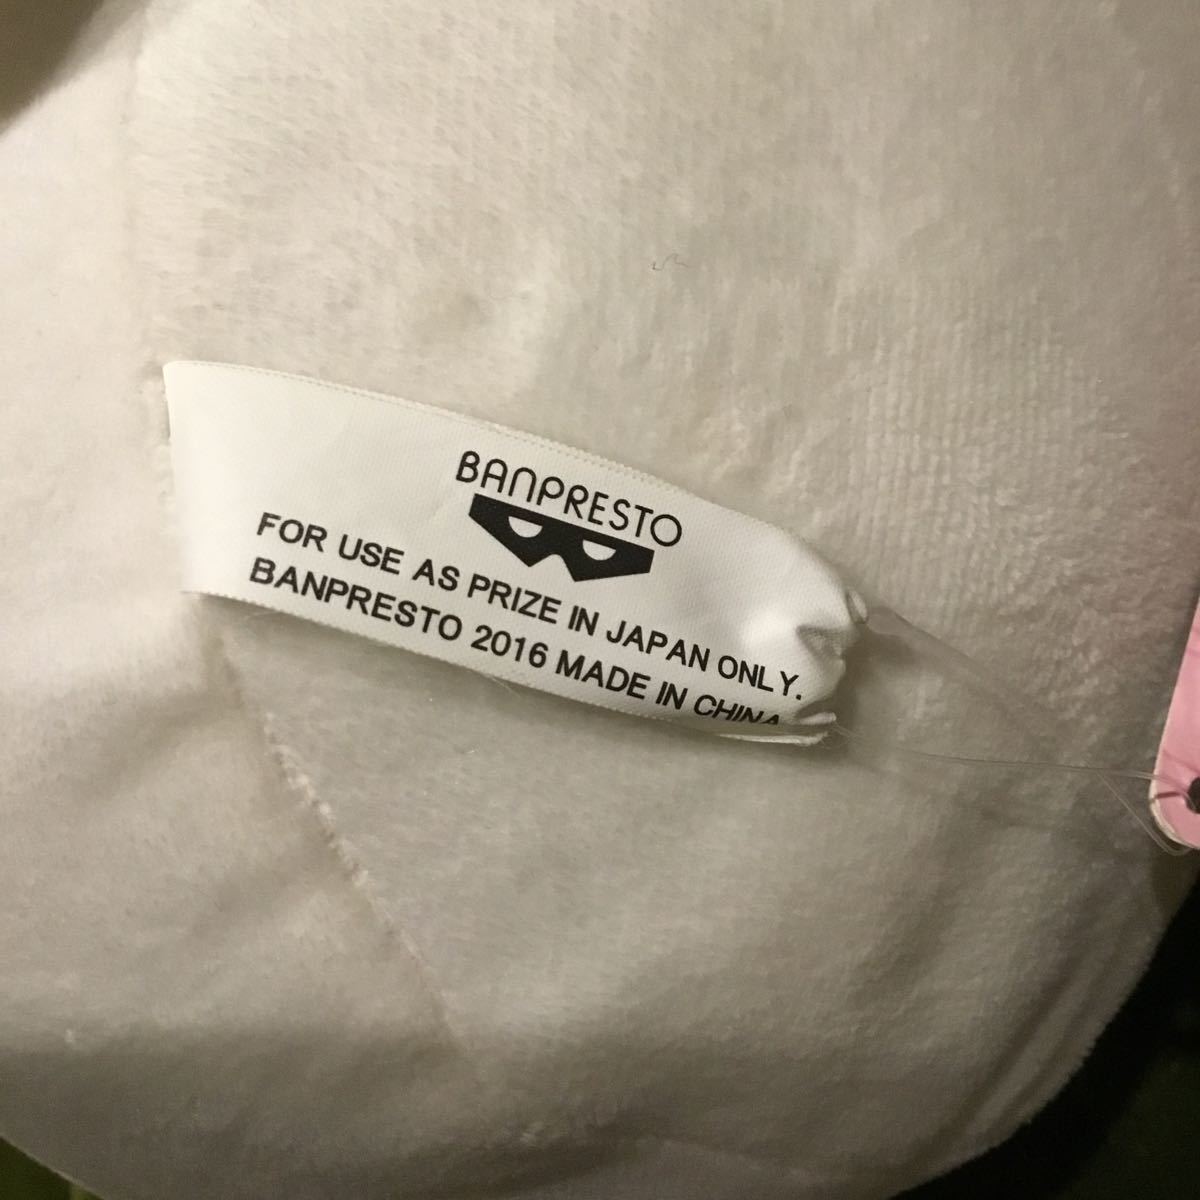 BANPRESTO
FOR USE AS PRIZE IN JAPAN ONLY.
BANPRESTO 2016 MADE IN CHINA